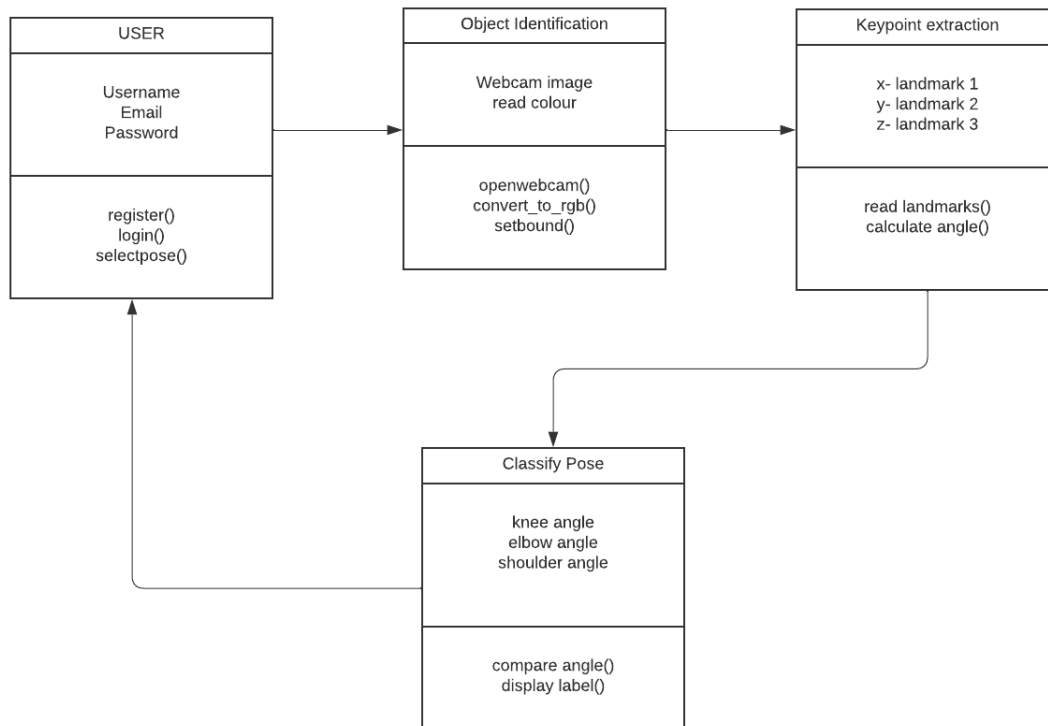 USER
Username
Email
Password
register()
login()
selectpose()
Object Identification
Webcam image
read colour
openwebcam()
convert_to_rgb()
setbound()
Keypoint extraction
x- landmark 1
y- landmark 2
z- landmark 3
read landmarks()
calculate angle()
Classify Pose
knee angle
elbow angle
shoulder angle
compare angle()
display label()